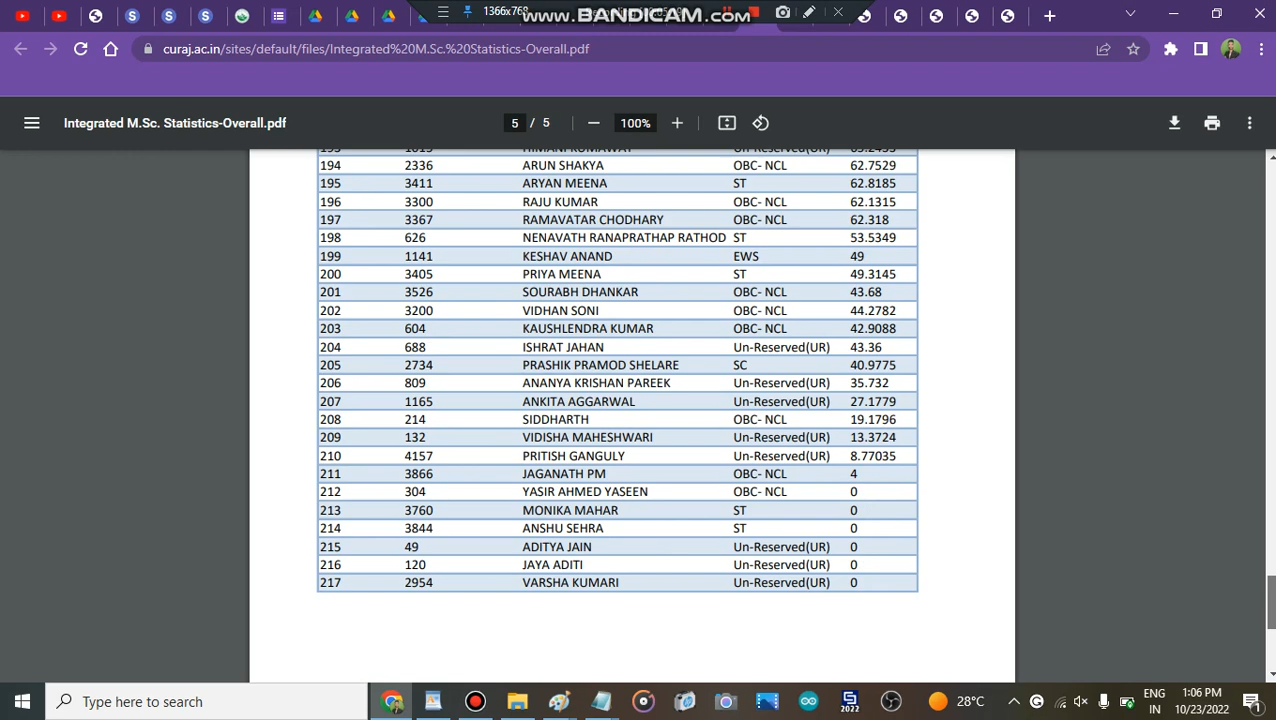 1366x768
www.BANDICAM.com
curaj.ac.in/sites/default/files/Integrated%20M.Sc.%20Statistics-Overall.pdf
Integrated M.Sc. Statistics-Overall.pdf 5 / 5 100%
194 2336 ARUN SHAKYA OBC- NCL 62.7529
195 3411 ARYAN MEENA ST 62.8185
196 3300 RAJU KUMAR OBC- NCL 62.1315
197 3367 RAMAVATAR CHODHARY OBC- NCL 62.318
198 626 NENAVATH RANAPRATHAP RATHOD ST 53.5349
199 1141 KESHAV ANAND EWS 49
200 3405 PRIYA MEENA ST 49.3145
201 3526 SOURABH DHANKAR OBC- NCL 43.68
202 3200 VIDHAN SONI OBC- NCL 44.2782
203 604 KAUSHLENDRA KUMAR OBC- NCL 42.9088
204 688 ISHRAT JAHAN Un-Reserved(UR) 43.36
205 2734 PRASHIK PRAMOD SHELARE SC 40.9775
206 809 ANANYA KRISHAN PAREEK Un-Reserved(UR) 35.732
207 1165 ANKITA AGGARWAL Un-Reserved(UR) 27.1779
208 214 SIDDHARTH OBC- NCL 19.1796
209 132 VIDISHA MAHESHWARI Un-Reserved(UR) 13.3724
210 4157 PRITISH GANGULY Un-Reserved(UR) 8.77035
211 3866 JAGANATH PM OBC- NCL 4
212 304 YASIR AHMED YASEEN OBC- NCL 0
213 3760 MONIKA MAHAR ST 0
214 3844 ANSHU SEHRA ST 0
215 49 ADITYA JAIN Un-Reserved(UR) 0
216 120 JAYA ADITI Un-Reserved(UR) 0
217 2954 VARSHA KUMARI Un-Reserved(UR) 0
Type here to search
2022
28°C
ENG
IN
1:06 PM
10/23/2022
1